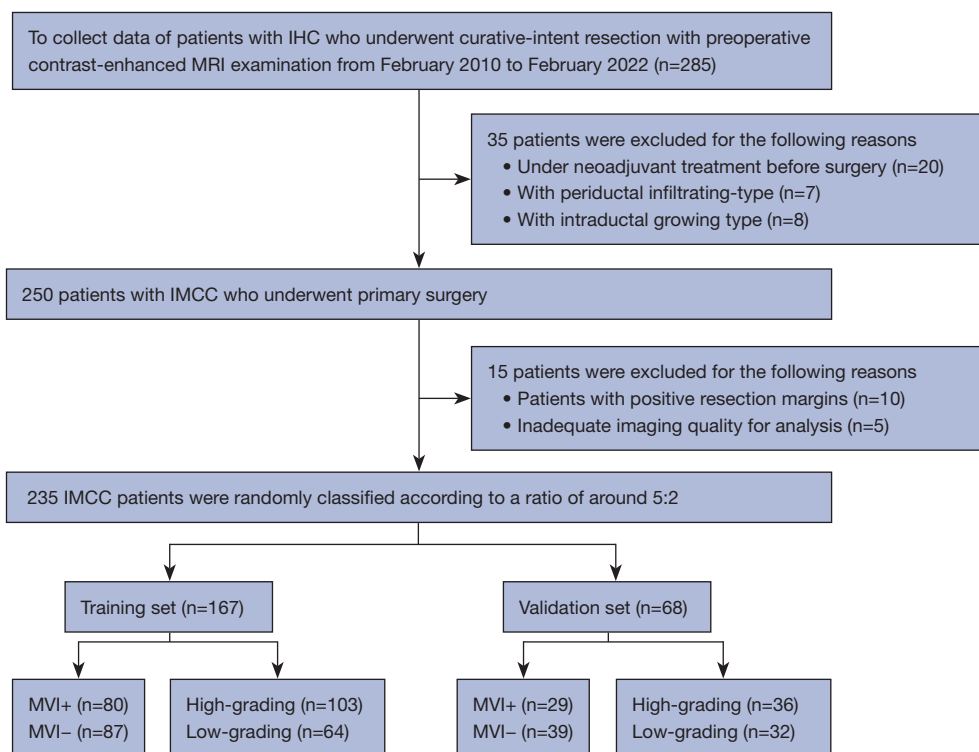 To collect data of patients with IHC who underwent curative-intent resection with preoperative
contrast-enhanced MRI examination from February 2010 to February 2022 (n=285)
35 patients were excluded for the following reasons
• Under neoadjuvant treatment before surgery (n=20)
• With periductal infiltrating-type (n=7)
• With intraductal growing type (n=8)
250 patients with IMCC who underwent primary surgery
15 patients were excluded for the following reasons
• Patients with positive resection margins (n=10)
• Inadequate imaging quality for analysis (n=5)
235 IMCC patients were randomly classified according to a ratio of around 5:2
Training set (n=167)
Validation set (n=68)
MVI+ (n=80)
MVI− (n=87)
High-grading (n=103)
Low-grading (n=64)
MVI+ (n=29)
MVI− (n=39)
High-grading (n=36)
Low-grading (n=32)